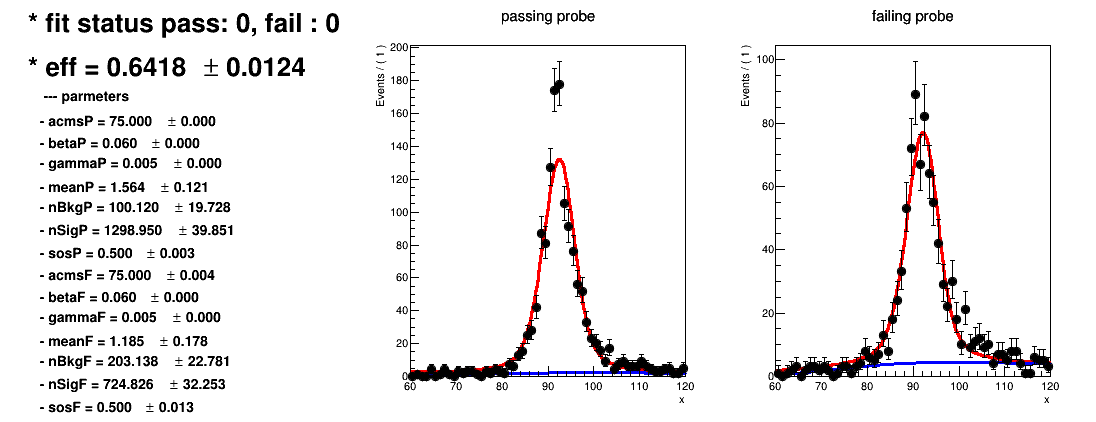 * fit status pass: 0, fail : 0
* eff = 0.6418 ± 0.0124
--- parmeters
- acmsP = 75.000 ± 0.000
- betaP = 0.060 ± 0.000
- gammaP = 0.005 ± 0.000
- meanP = 1.564 ± 0.121
- nBkgP = 100.120 ± 19.728
- nSigP = 1298.950 ± 39.851
- sosP = 0.500 ± 0.003
- acmsF = 75.000 ± 0.004
- betaF = 0.060 ± 0.000
- gammaF = 0.005 ± 0.000
- meanF = 1.185 ± 0.178
- nBkgF = 203.138 ± 22.781
- nSigF = 724.826 ± 32.253
- sosF = 0.500 ± 0.013
passing probe
Events / ( 1 )
200
180
160
140
120
100
80
60
40
20
0
60 70 80 90 100 110 120
x
failing probe
Events / ( 1 )
100
80
60
40
20
0
60 70 80 90 100 110 120
x